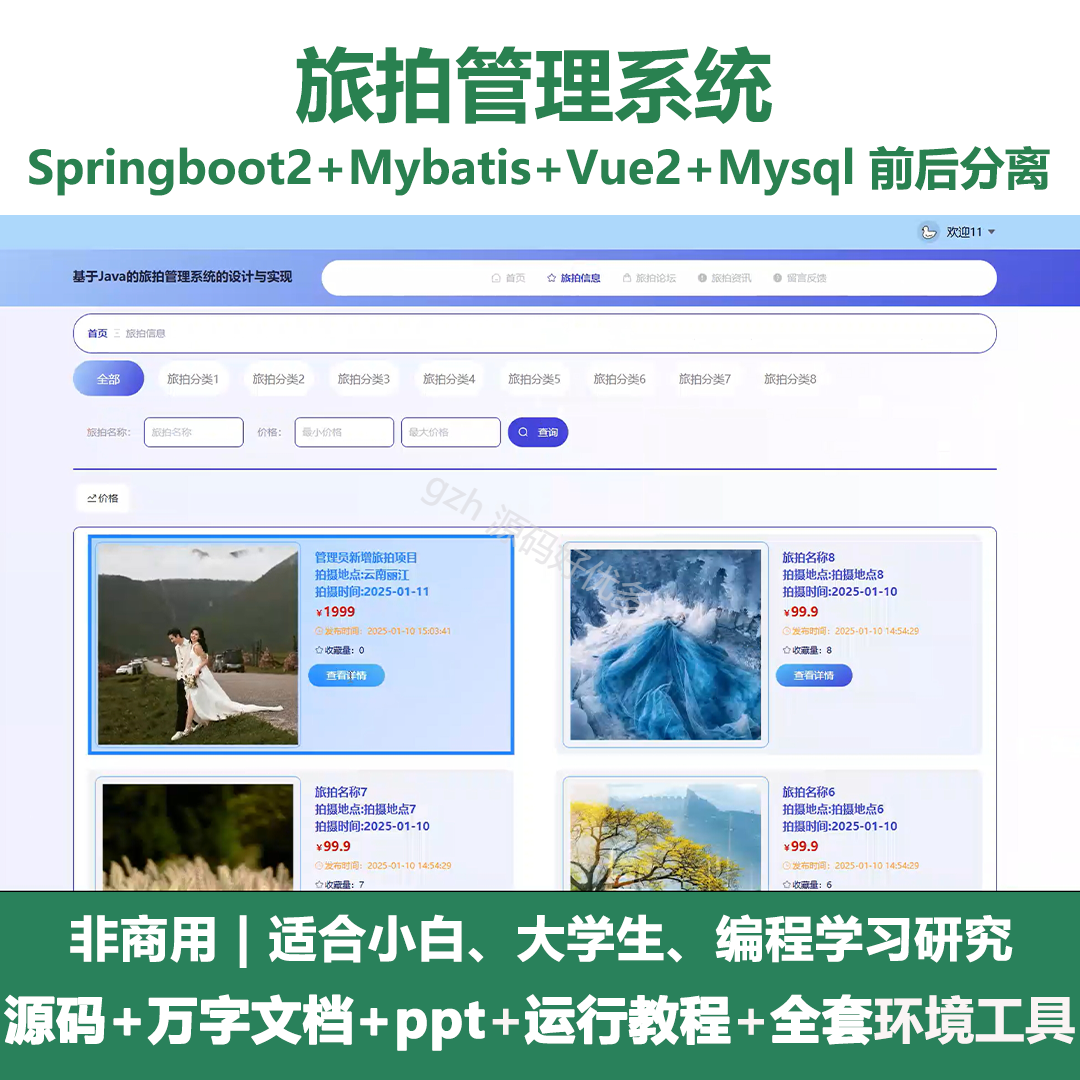 旅拍管理系统
Springboot2+Mybatis+Vue2+Mysql 前后分离
欢迎11
基于Java的旅拍管理系统的设计与实现
首页 旅拍信息 旅拍论坛 旅拍资讯 留言反馈
首页 旅拍信息
全部 旅拍分类1 旅拍分类2 旅拍分类3 旅拍分类4 旅拍分类5 旅拍分类6 旅拍分类7 旅拍分类8
旅拍名称： 旅拍名称 价格： 最小价格 最大价格 查询
价格
gzh 源码好优多
管理员新增旅拍项目
拍摄地点:云南丽江
拍摄时间:2025-01-11
¥1999
发布时间：2025-01-10 15:03:41
收藏量：0
查看详情
旅拍名称8
拍摄地点:拍摄地点8
拍摄时间:2025-01-10
¥99.9
发布时间：2025-01-10 14:54:29
收藏量：8
查看详情
旅拍名称7
拍摄地点:拍摄地点7
拍摄时间:2025-01-10
¥99.9
发布时间：2025-01-10 14:54:29
收藏量：7
旅拍名称6
拍摄地点:拍摄地点6
拍摄时间:2025-01-10
¥99.9
发布时间：2025-01-10 14:54:29
收藏量：6
非商用 | 适合小白、大学生、编程学习研究
源码+万字文档+ppt+运行教程+全套环境工具